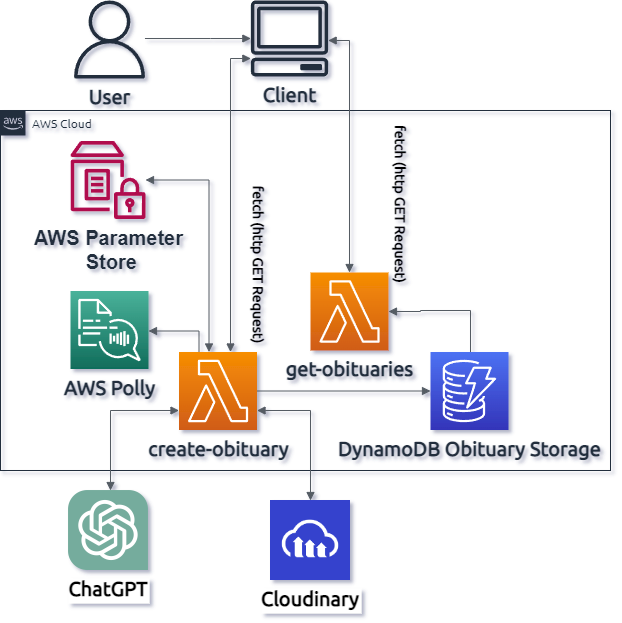 User
Client
aws
AWS Cloud
fetch (http GET Request)
fetch (http GET Request)
AWS Parameter
Store
AWS Polly
get-obituaries
create-obituary
DynamoDB Obituary Storage
ChatGPT
Cloudinary